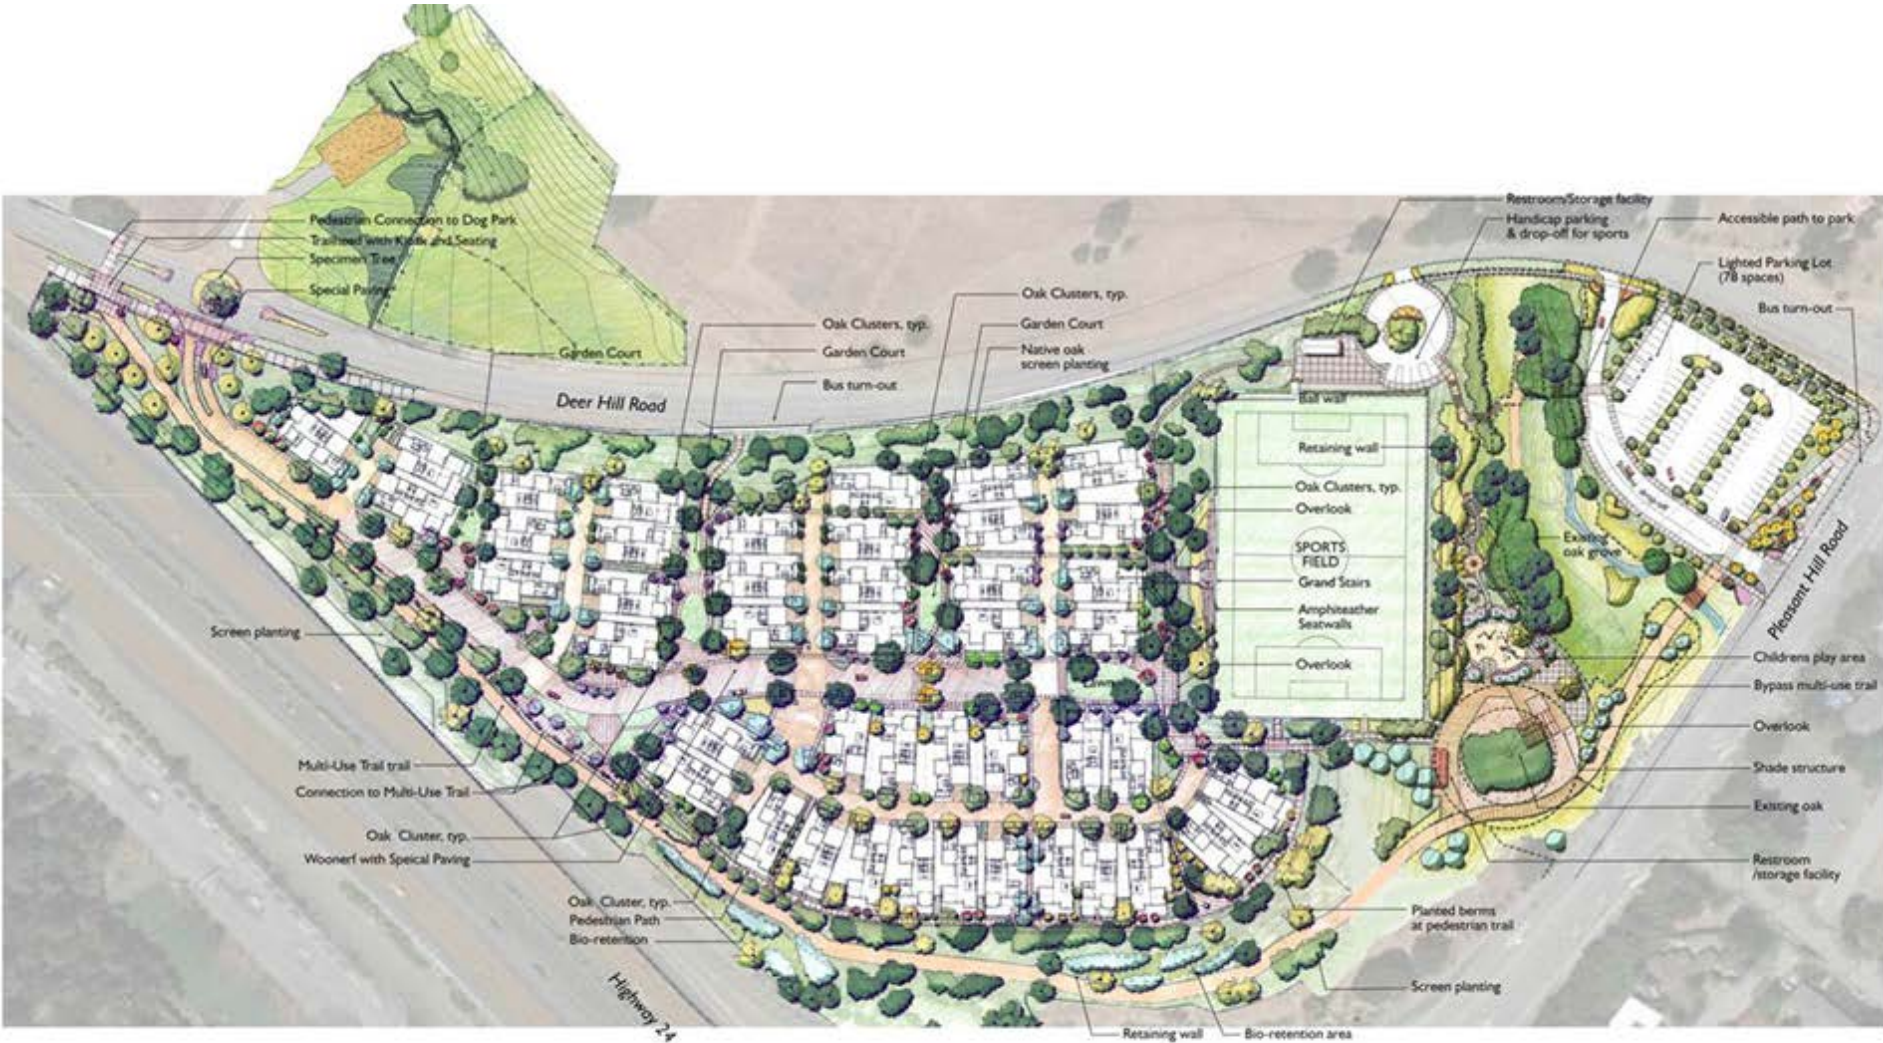 Pedestrian Connection to Dog Park
Trailhead with Kiosk and Seating
Specimen Tree
Special Paving
Garden Court
Oak Clusters, typ.
Garden Court
Bus turn-out
Deer Hill Road
Oak Clusters, typ.
Garden Court
Native oak
screen planting
Restroom/Storage facility
Handicap parking
& drop-off for sports
Accessible path to park
Lighted Parking Lot
(78 spaces)
Bus turn-out
Ball wall
Retaining wall
Oak Clusters, typ.
Overlook
SPORTS
FIELD
Grand Stairs
Amphiteather
Seatwalls
Overlook
Existing
oak grove
Pleasant Hill Road
Childrens play area
Bypass multi-use trail
Overlook
Shade structure
Existing oak
Restroom
/storage facility
Screen planting
Multi-Use Trail trail
Connection to Multi-Use Trail
Oak Cluster, typ.
Woonerf with Speical Paving
Oak Cluster, typ.
Pedestrian Path
Bio-retention
Highway 24
Planted berms
at pedestrian trail
Screen planting
Retaining wall
Bio-retention area